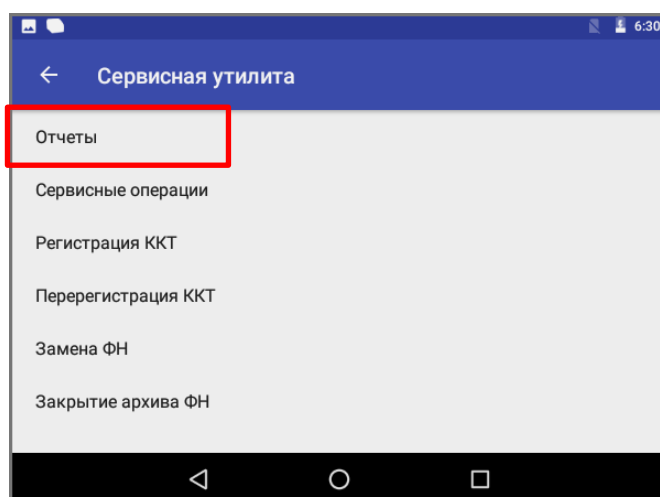 6:30
Сервисная утилита
Отчеты
Сервисные операции
Регистрация ККТ
Перерегистрация ККТ
Замена ФН
Закрытие архива ФН